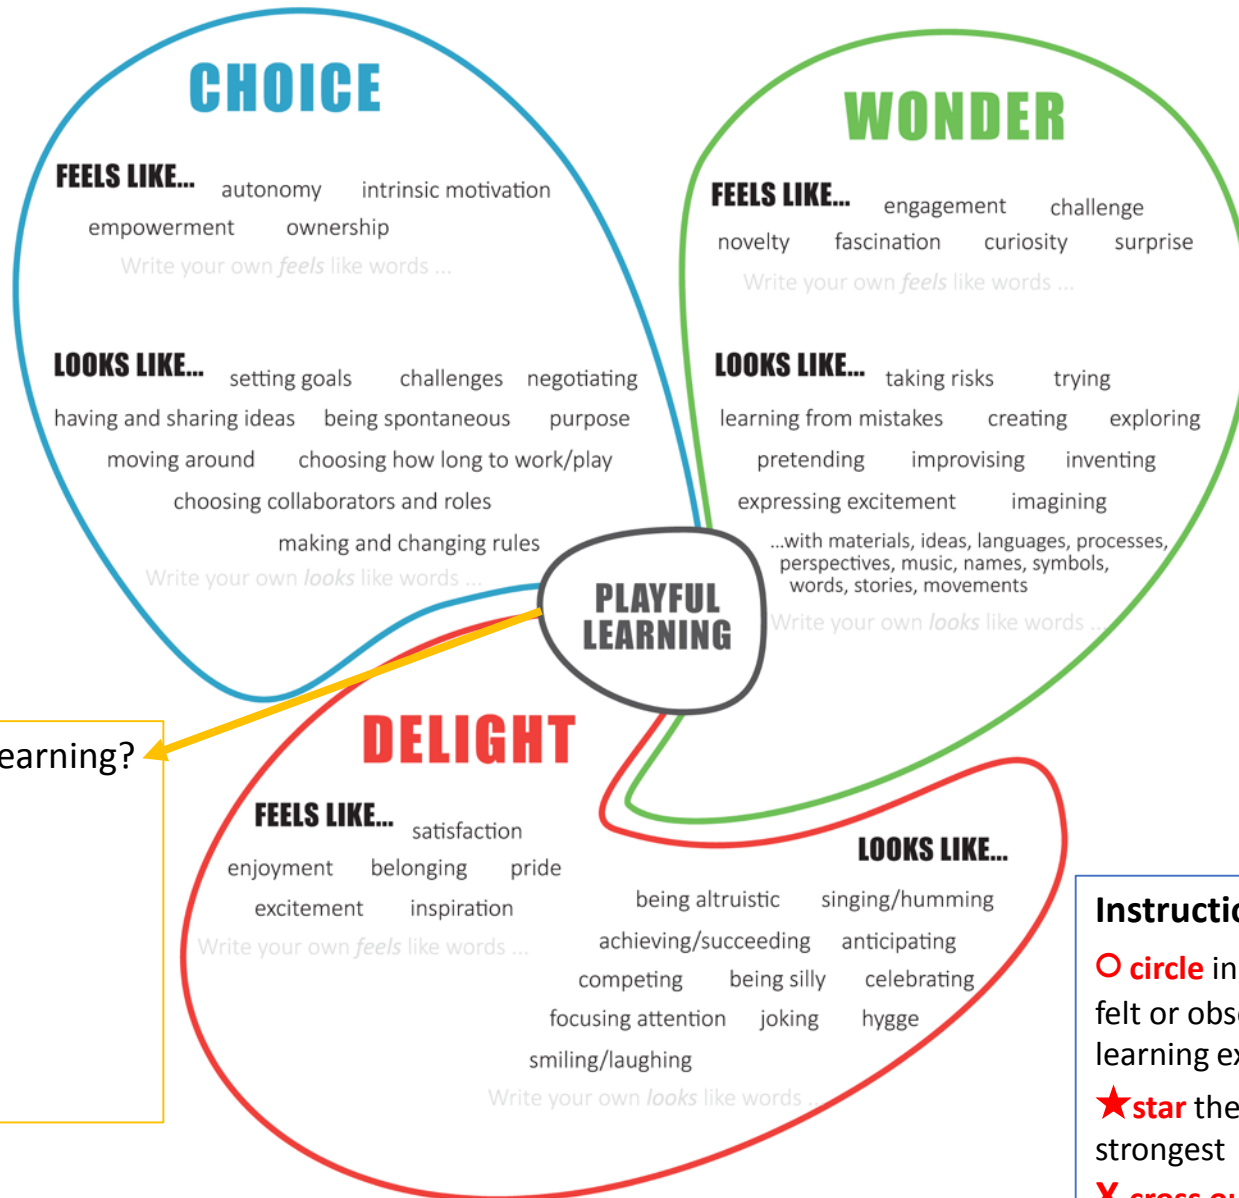 CHOICE
FEELS LIKE... autonomy intrinsic motivation
empowerment ownership
Write your own feels like words ...
LOOKS LIKE... setting goals challenges negotiating
having and sharing ideas being spontaneous purpose
moving around choosing how long to work/play
choosing collaborators and roles
making and changing rules
Write your own looks like words ...
WONDER
FEELS LIKE... engagement challenge
novelty fascination curiosity surprise
Write your own feels like words ...
LOOKS LIKE... taking risks trying
learning from mistakes creating exploring
pretending improvising inventing
expressing excitement imagining
...with materials, ideas, languages, processes,
perspectives, music, names, symbols,
words, stories, movements
Write your own looks like words ...
PLAYFUL
LEARNING
earning?
DELIGHT
FEELS LIKE... satisfaction
enjoyment belonging pride
excitement inspiration
Write your own feels like words ...
LOOKS LIKE...
being altruistic singing/humming
achieving/succeeding anticipating
competing being silly celebrating
focusing attention joking hygge
smiling/laughing
Write your own looks like words ...
Instructio
circle in
felt or obs
learning ex
star the
strongest
X cross ou